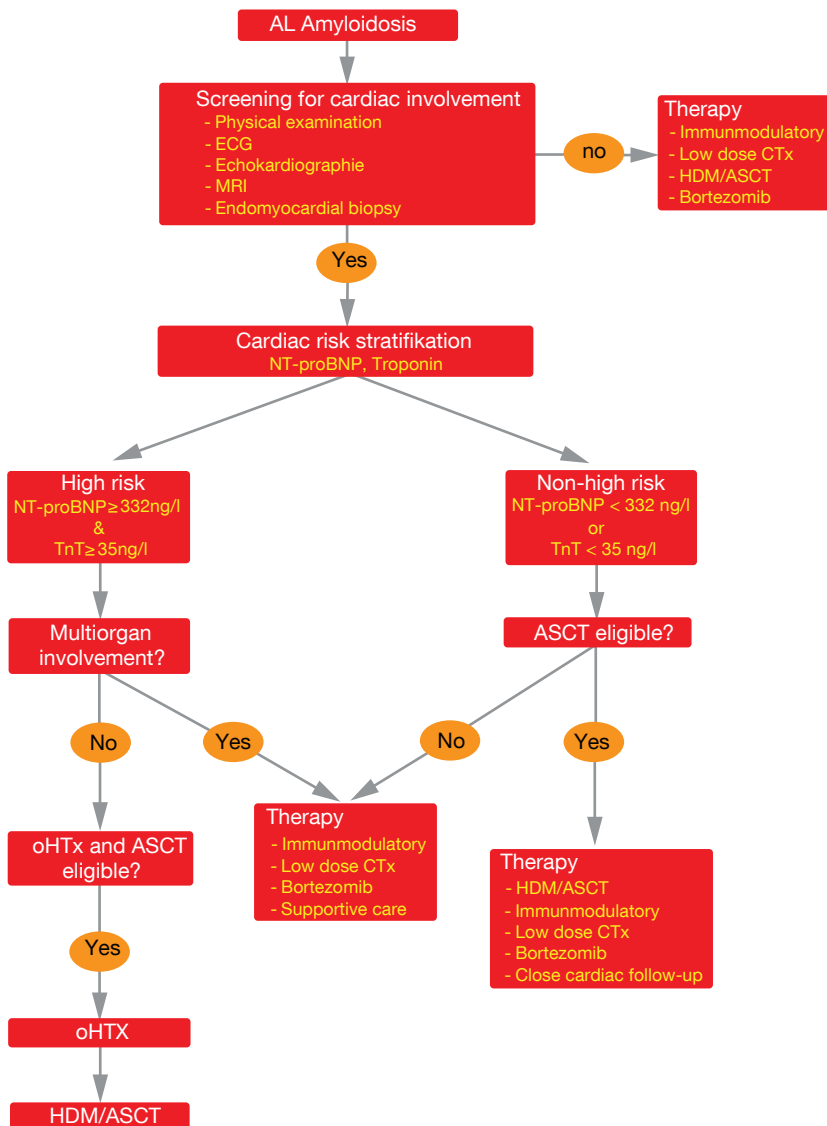 AL Amyloidosis
Screening for cardiac involvement
- Physical examination
- ECG
- Echokardiographie
- MRI
- Endomyocardial biopsy
no
Therapy
- Immunmodulatory
- Low dose CTx
- HDM/ASCT
- Bortezomib
Yes
Cardiac risk stratifikation
NT-proBNP, Troponin
High risk
NT-proBNP≥332ng/l
&
TnT≥35ng/l
Non-high risk
NT-proBNP < 332 ng/l
or
TnT < 35 ng/l
Multiorgan
involvement?
ASCT eligible?
No
Yes
No
Yes
oHTx and ASCT
eligible?
Therapy
- Immunmodulatory
- Low dose CTx
- Bortezomib
- Supportive care
Therapy
- HDM/ASCT
- Immunmodulatory
- Low dose CTx
- Bortezomib
- Close cardiac follow-up
Yes
oHTX
HDM/ASCT